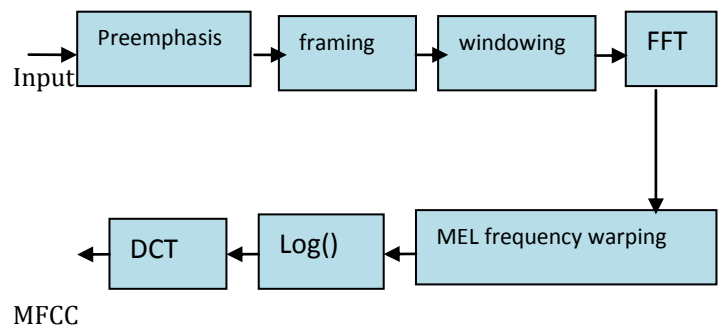 Input
Preemphasis
framing
windowing
FFT
MEL frequency warping
Log()
DCT
MFCC